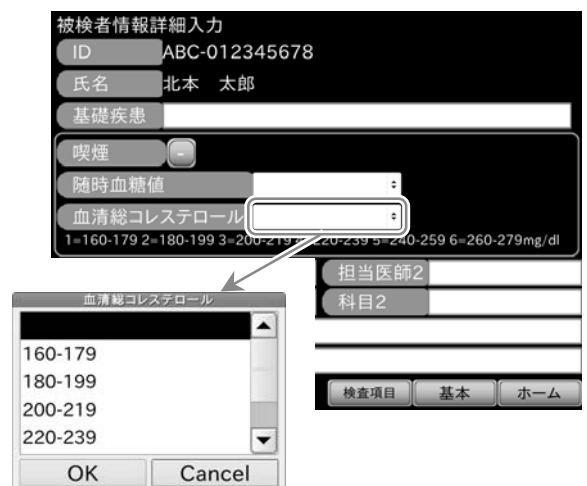 被検者情報詳細入力
ID ABC-012345678
氏名 北本 太郎
基礎疾患
喫煙 -
随時血糖値
血清総コレステロール
1=160-179 2=180-199 3=200-219 4=220-239 5=240-259 6=260-279mg/dl
担当医師2
科目2
検査項目 基本 ホーム
血清総コレステロール
160-179
180-199
200-219
220-239
OK Cancel